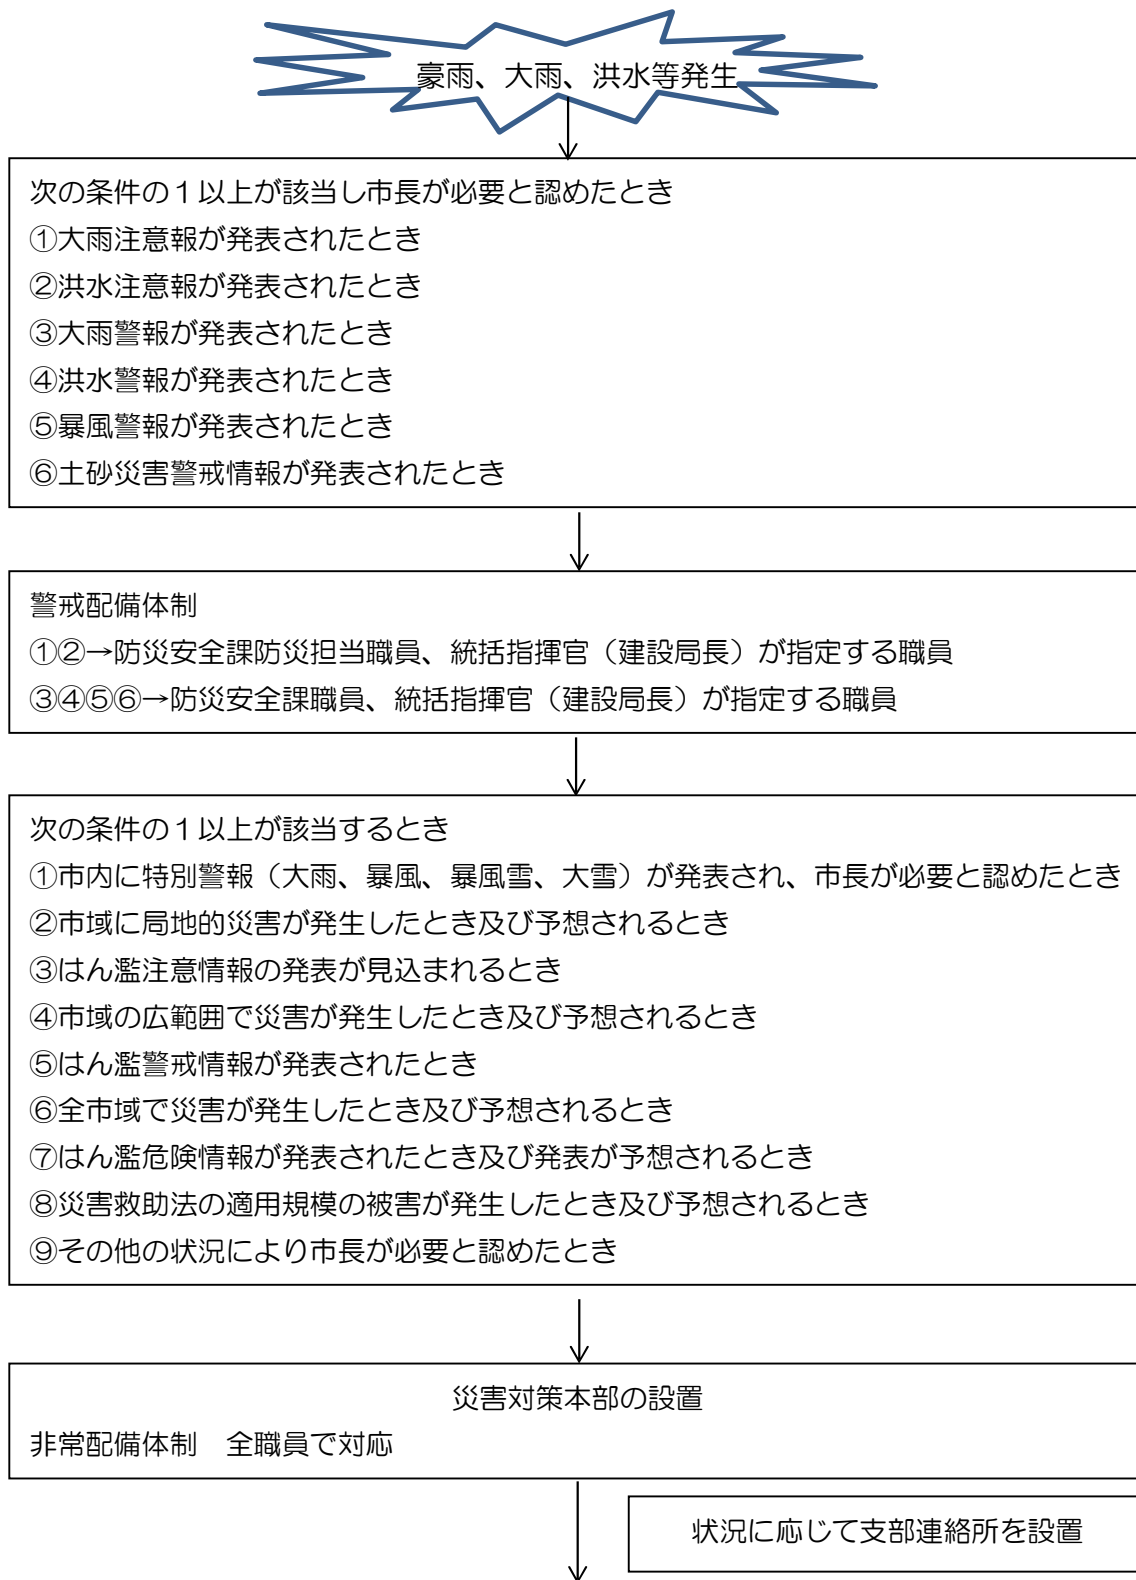 豪雨、大雨、洪水等発生
次の条件の１以上が該当し市長が必要と認めたとき
①大雨注意報が発表されたとき
②洪水注意報が発表されたとき
③大雨警報が発表されたとき
④洪水警報が発表されたとき
⑤暴風警報が発表されたとき
⑥土砂災害警戒情報が発表されたとき
警戒配備体制
①②→防災安全課防災担当職員、統括指揮官（建設局長）が指定する職員
③④⑤⑥→防災安全課職員、統括指揮官（建設局長）が指定する職員
次の条件の１以上が該当するとき
①市内に特別警報（大雨、暴風、暴風雪、大雪）が発表され、市長が必要と認めたとき
②市域に局地的災害が発生したとき及び予想されるとき
③はん濫注意情報の発表が見込まれるとき
④市域の広範囲で災害が発生したとき及び予想されるとき
⑤はん濫警戒情報が発表されたとき
⑥全市域で災害が発生したとき及び予想されるとき
⑦はん濫危険情報が発表されたとき及び発表が予想されるとき
⑧災害救助法の適用規模の被害が発生したとき及び予想されるとき
⑨その他の状況により市長が必要と認めたとき
災害対策本部の設置
非常配備体制　全職員で対応
状況に応じて支部連絡所を設置